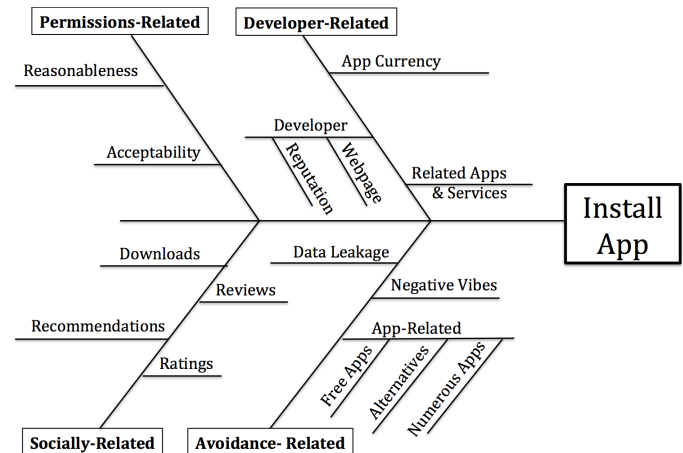 Permissions-Related
Developer-Related
Reasonableness
App Currency
Developer
Acceptability
Reputation
Webpage
Related Apps
& Services
Install
App
Downloads
Data Leakage
Reviews
Negative Vibes
Recommendations
App-Related
Ratings
Free Apps
Alternatives
Numerous Apps
Socially-Related
Avoidance- Related